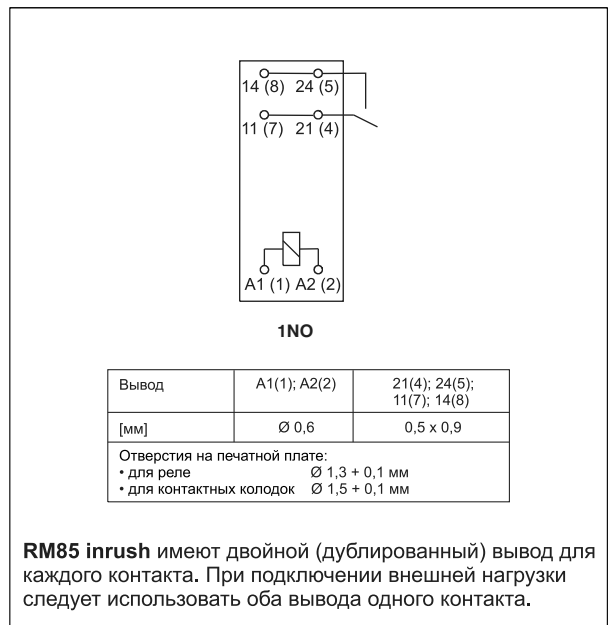 14 (8) 24 (5)
11 (7) 21 (4)
A1 (1) A2 (2)
1NO
Вывод A1(1); A2(2) 21(4); 24(5);
11(7); 14(8)
[мм] Ø 0,6 0,5 x 0,9
Отверстия на печатной плате:
• для реле Ø 1,3 + 0,1 мм
• для контактных колодок Ø 1,5 + 0,1 мм
RM85 inrush имеют двойной (дублированный) вывод для
каждого контакта. При подключении внешней нагрузки
следует использовать оба вывода одного контакта.